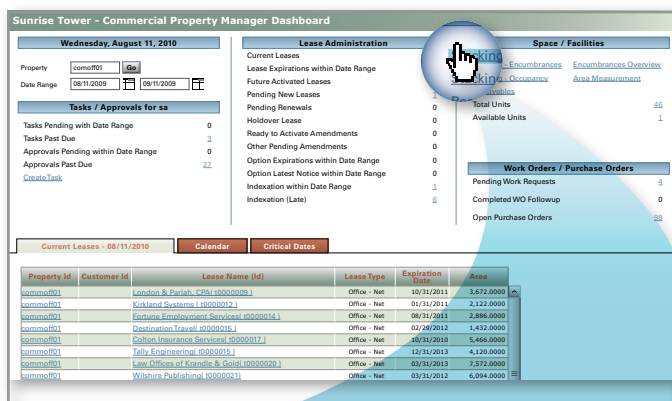 Sunrise Tower - Commercial Property Manager Dashboard
Wednesday, August 11, 2010
Property comoff01 Go
Date Range 08/11/2009 09/11/2009
Tasks / Approvals for sa
Tasks Pending with Date Range 0
Tasks Past Due 3
Approvals Pending within Date Range 0
Approvals Past Due 27
CreateTask
Lease Administration
Current Leases
Lease Expirations within Date Range
Future Activated Leases
Pending New Leases 1
Pending Renewals 0
Holdover Lease 0
Ready to Activate Amendments 0
Other Pending Amendments 0
Option Expirations within Date Range 0
Option Latest Notice within Date Range 0
Indexation within Date Range 1
Indexation (Late) 6
Space / Facilities
- Encumbrances Encumbrances Overview
- Occupancy Area Measurement
Total Units 46
Available Units 1
Work Orders / Purchase Orders
Pending Work Requests 4
Completed WO Followup 0
Open Purchase Orders 98
Current Leases - 08/11/2010 Calendar Critical Dates
Property Id Customer Id Lease Name (Id) Lease Type Expiration Date Area
commoff01 London & Pariah, CPA( t0000009 ) Office - Net 10/31/2011 3,672.0000
commoff01 Kirkland Systems ( t0000012 ) Office - Net 01/31/2011 2,122.0000
commoff01 Fortune Employment Services( t0000014 ) Office - Net 08/31/2011 2,886.0000
commoff01 Destination Travel( t0000015 ) Office - Net 02/29/2012 1,432.0000
commoff01 Colton Insurance Services( t0000017 ) Office - Net 10/31/2010 5,466.0000
commoff01 Tally Engineering( t0000015 ) Office - Net 12/31/2013 4,120.0000
commoff01 Law Offices of Krandle & Gold( t0000020 ) Office - Net 03/31/2013 7,572.0000
commoff01 Wilshire Publishing( t0000021) Office - Net 03/31/2012 6,094.0000